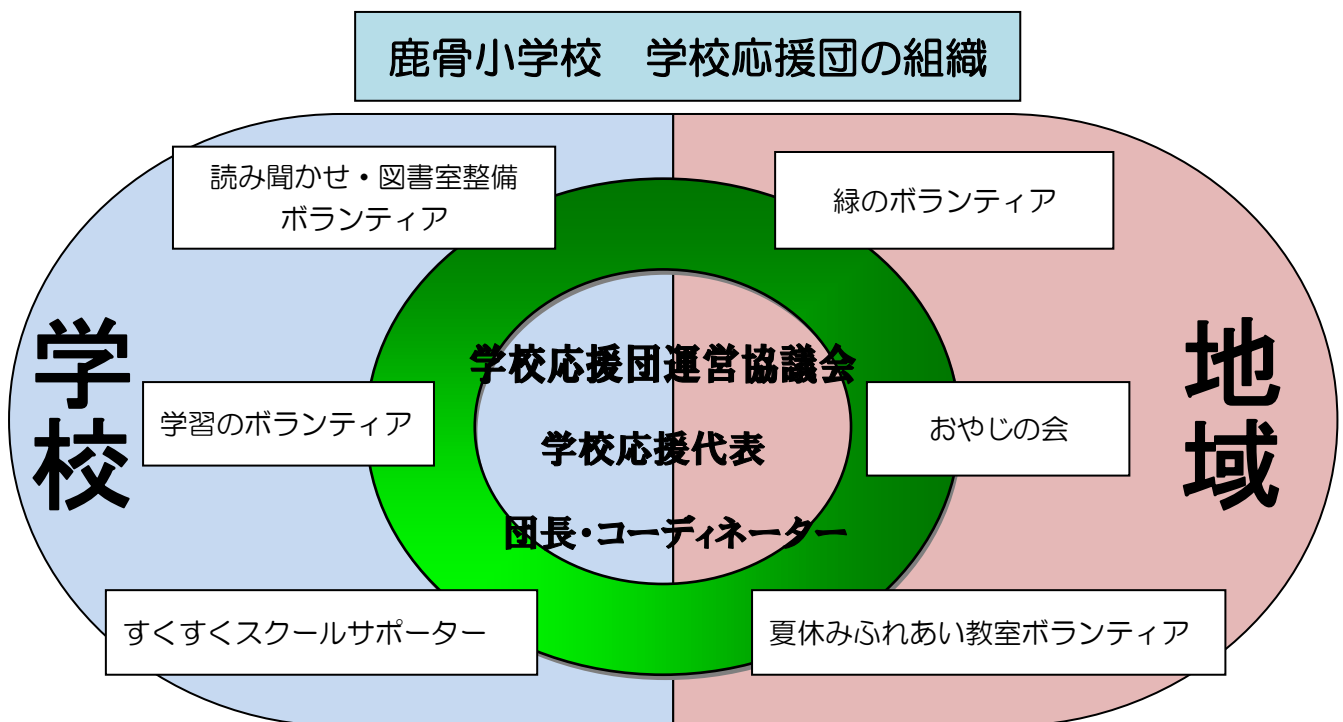 鹿骨小学校　学校応援団の組織
読み聞かせ・図書室整備
ボランティア
緑のボランティア
学校
地域
学校応援団運営協議会
学習のボランティア
おやじの会
学校応援代表
団長・コーディネーター
すくすくスクールサポーター
夏休みふれあい教室ボランティア